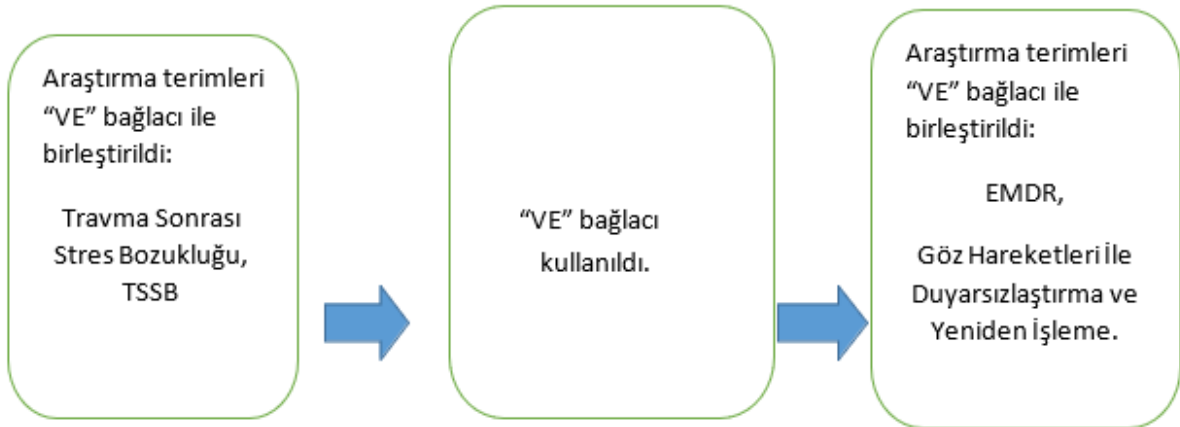 Araştırma terimleri
“VE” bağlacı ile
birleştirildi:
Travma Sonrası
Stres Bozukluğu,
TSSB
“VE” bağlacı
kullanıldı.
Araştırma terimleri
“VE” bağlacı ile
birleştirildi:
EMDR,
Göz Hareketleri İle
Duyarsızlaştırma ve
Yeniden İşleme.